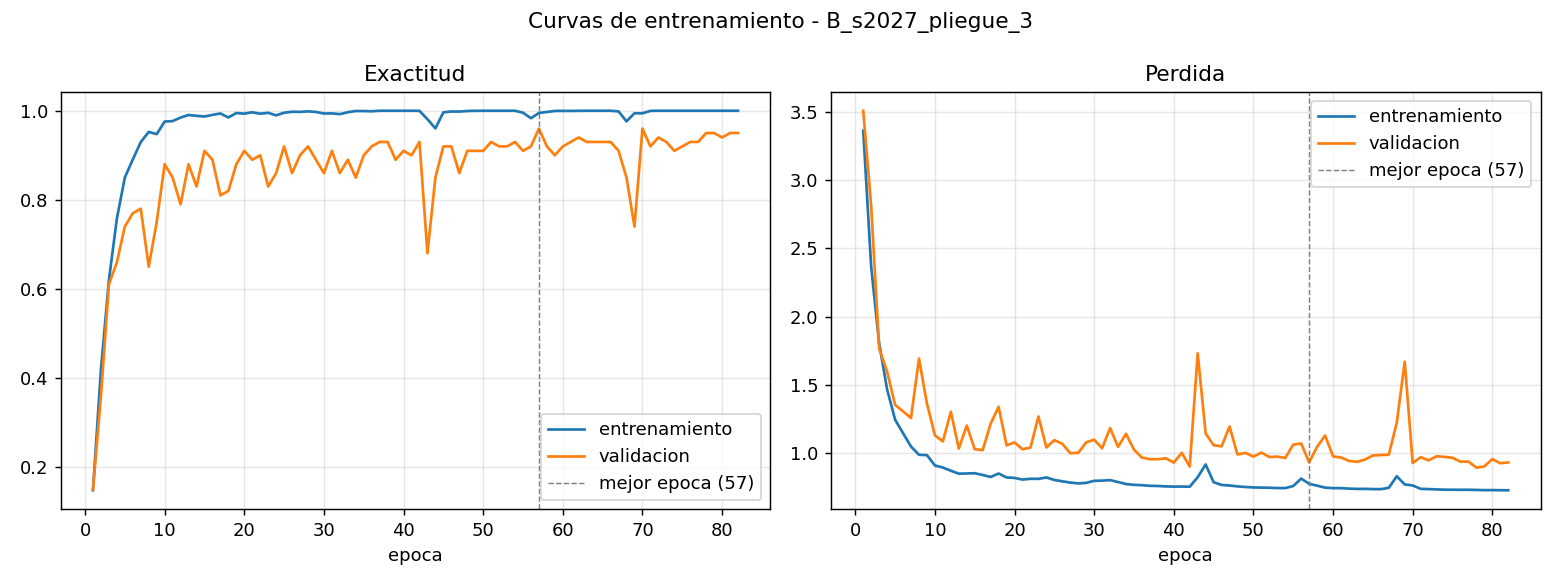 Curvas de entrenamiento - B_s2027_pliegue_3
Exactitud
1.0
0.8
0.6
0.4
0.2
0 10 20 30 40 50 60 70 80
epoca
entrenamiento
validacion
mejor epoca (57)
Perdida
3.5
3.0
2.5
2.0
1.5
1.0
0 10 20 30 40 50 60 70 80
epoca
entrenamiento
validacion
mejor epoca (57)